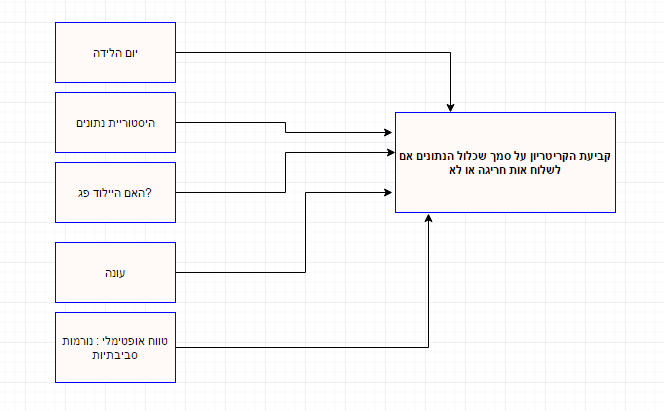 יום הלידה
היסטוריית נתונים
קביעת הקריטריון על סמך שכלול הנתונים אם
לשלוח אות חריגה או לא
האם היילוד פג?
עונה
טווח אופטימלי : נורמות
סביבתיות